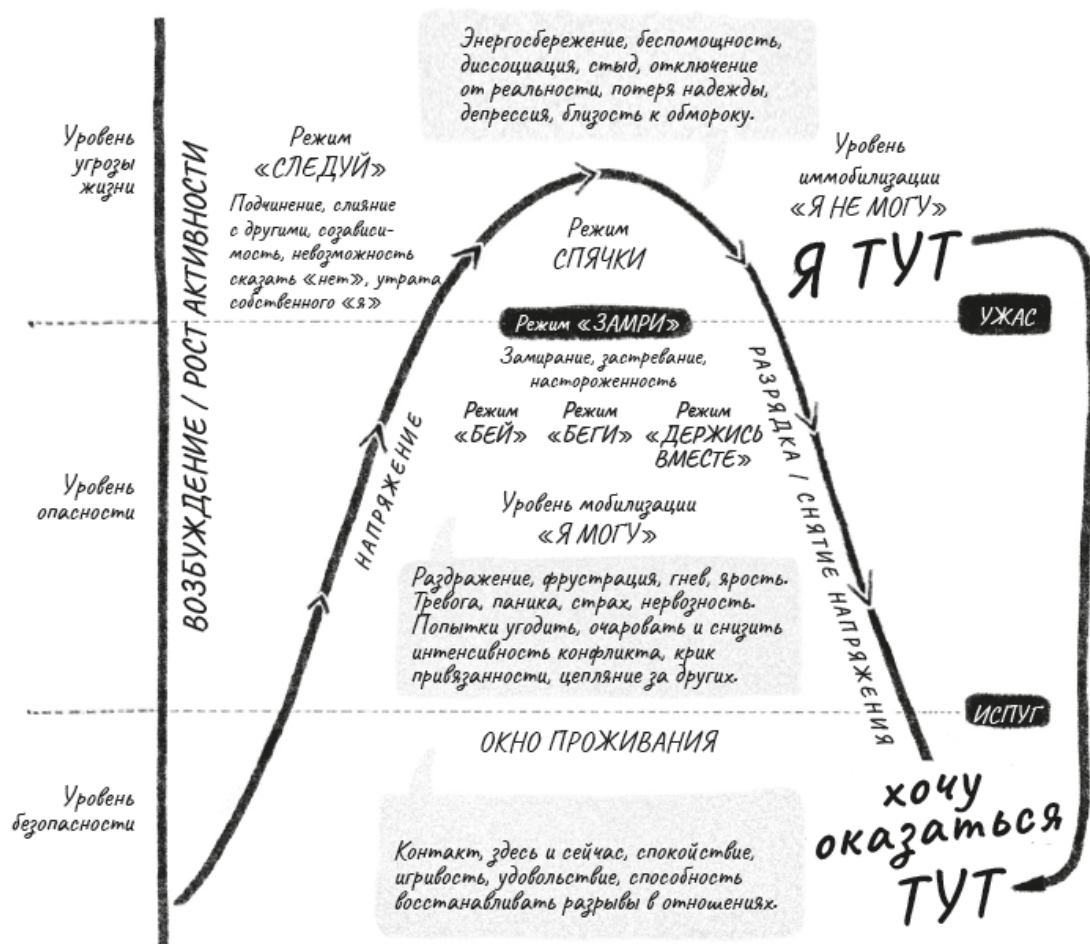 Энергосбережение, беспомощность,
диссоциация, стыд, отключение
от реальности, потеря надежды,
депрессия, близость к обмороку.
Уровень
угрозы
жизни
ВОЗБУЖДЕНИЕ / РОСТ АКТИВНОСТИ
Режим
«СЛЕДУЙ»
Подчинение, слияние
с другими, созависи-
мость, невозможность
сказать «нет», утрата
собственного «я»
Режим
СПЯЧКИ
Уровень
иммобилизации
«Я НЕ МОГУ»
Я ТУТ
УЖАС
Режим «ЗАМРИ»
Замирание, застревание,
настороженность
Режим
«БЕЙ»
Режим
«БЕГИ»
Режим
«ДЕРЖИСЬ
ВМЕСТЕ»
НАПРЯЖЕНИЕ
РАЗРЯДКА / СНЯТИЕ НАПРЯЖЕНИЯ
Уровень
опасности
Уровень мобилизации
«Я МОГУ»
Раздражение, фрустрация, гнев, ярость.
Тревога, паника, страх, нервозность.
Попытки угодить, очаровать и снизить
интенсивность конфликта, крик
привязанности, цепляние за других.
ИСПУГ
ОКНО ПРОЖИВАНИЯ
Уровень
безопасности
Контакт, здесь и сейчас, спокойствие,
игривость, удовольствие, способность
восстанавливать разрывы в отношениях.
хочу
оказаться
ТУТ